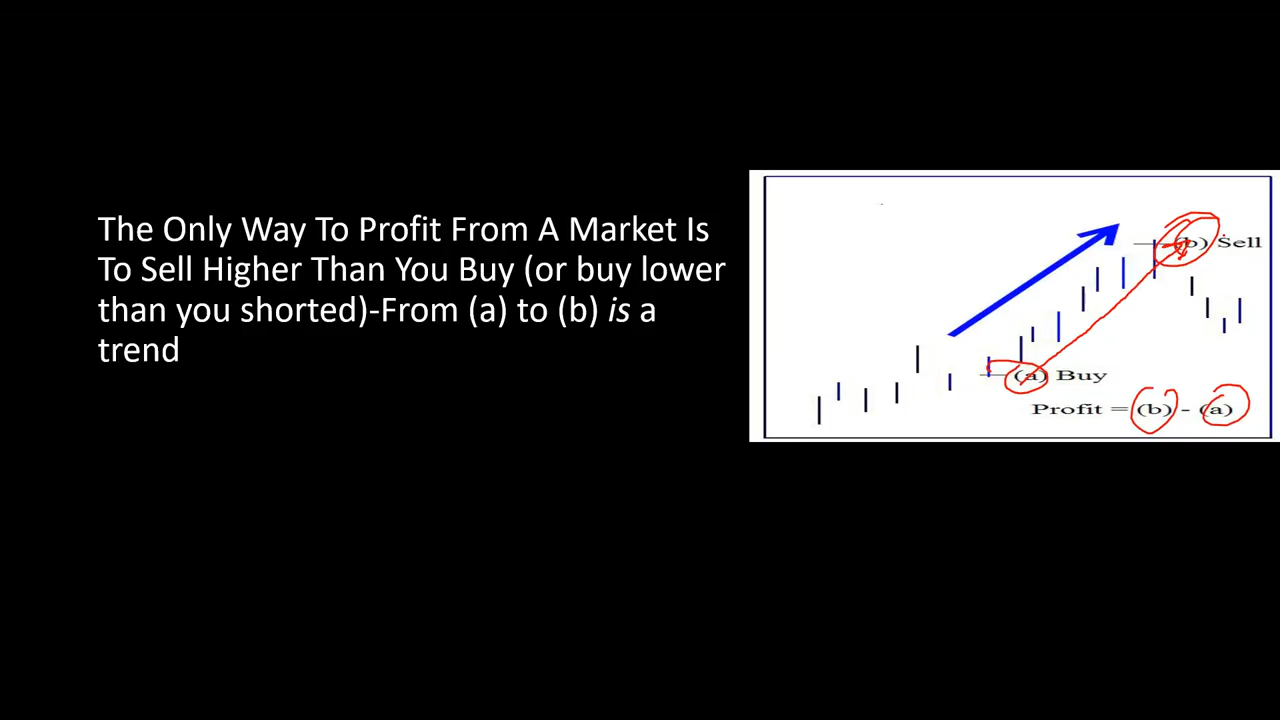 The Only Way To Profit From A Market Is
To Sell Higher Than You Buy (or buy lower
than you shorted)-From (a) to (b) is a
trend
(b) Sell
(a) Buy
Profit = (b) - (a)